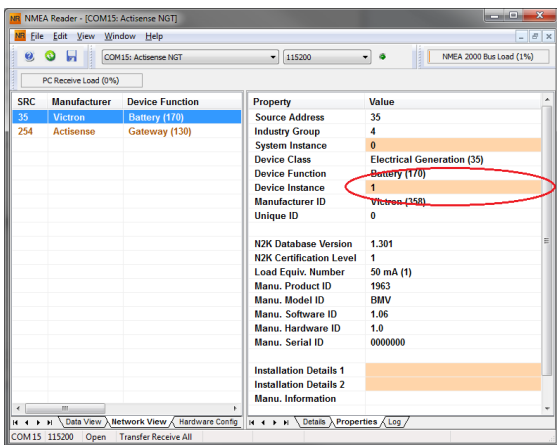 NMEA Reader - [COM15: Actisense NGT]
File Edit View Window Help
COM15: Actisense NGT 115200 NMEA 2000 Bus Load (1%)
PC Receive Load (0%)
SRC Manufacturer Device Function
35 Victron Battery (170)
254 Actisense Gateway (130)
Property Value
Source Address 35
Industry Group 4
System Instance 0
Device Class Electrical Generation (35)
Device Function Battery (170)
Device Instance 1
Manufacturer ID Victron (358)
Unique ID 0
N2K Database Version 1.301
N2K Certification Level 1
Load Equiv. Number 50 mA (1)
Manu. Product ID 1963
Manu. Model ID BMV
Manu. Software ID 1.06
Manu. Hardware ID 1.0
Manu. Serial ID 0000000
Installation Details 1
Installation Details 2
Manu. Information
Data View Network View Hardware Config
Details Properties Log
COM15 115200 Open Transfer Receive All